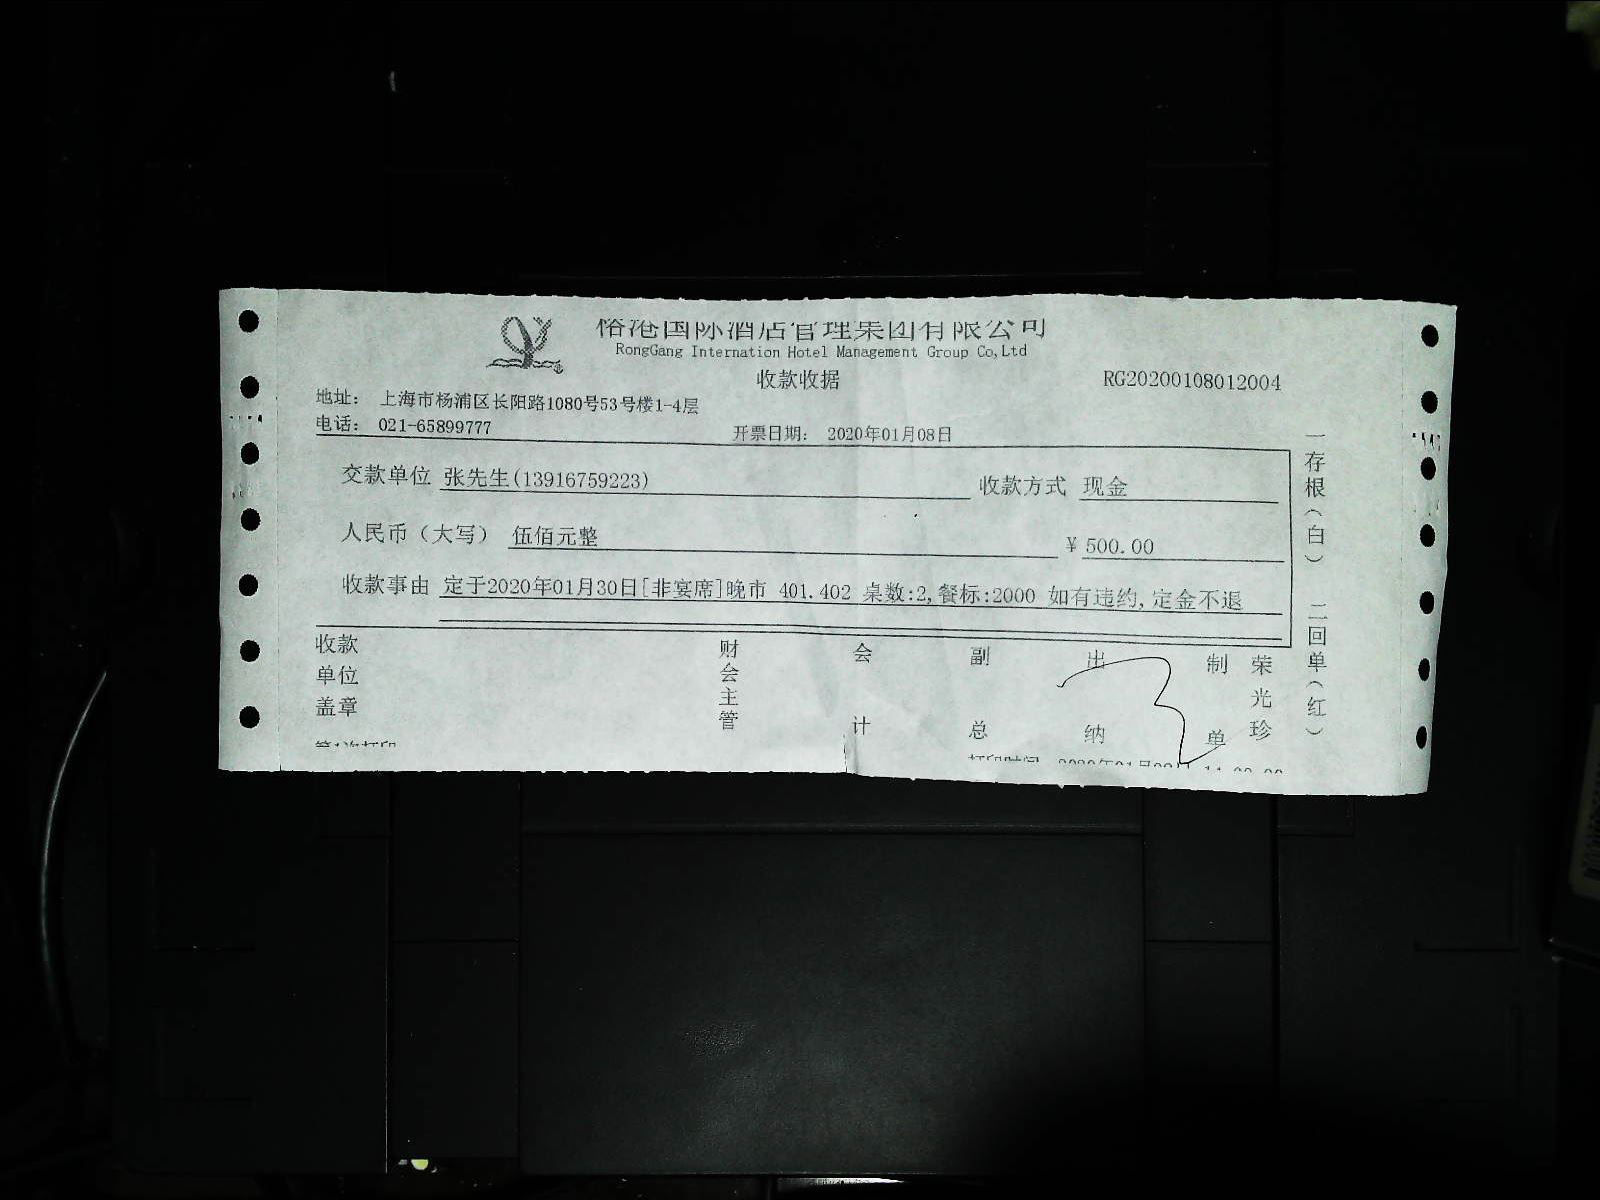 榕港国际酒店管理集团有限公司
RongGang Internation Hotel Management Group Co,Ltd
收款收据 RG20200108012004
地址： 上海市杨浦区长阳路1080号53号楼1-4层
电话： 021-65899777 开票日期： 2020年01月08日
交款单位 张先生(13916759223) 收款方式 现金
人民币（大写） 伍佰元整 ¥ 500.00
收款事由 定于2020年01月30日[非宴席]晚市 401.402 桌数:2,餐标:2000 如有违约,定金不退
收款单位盖章 财会主管 会计 副总 出纳 制单 荣光珍
一存根（白） 二回单（红）
第1次打印